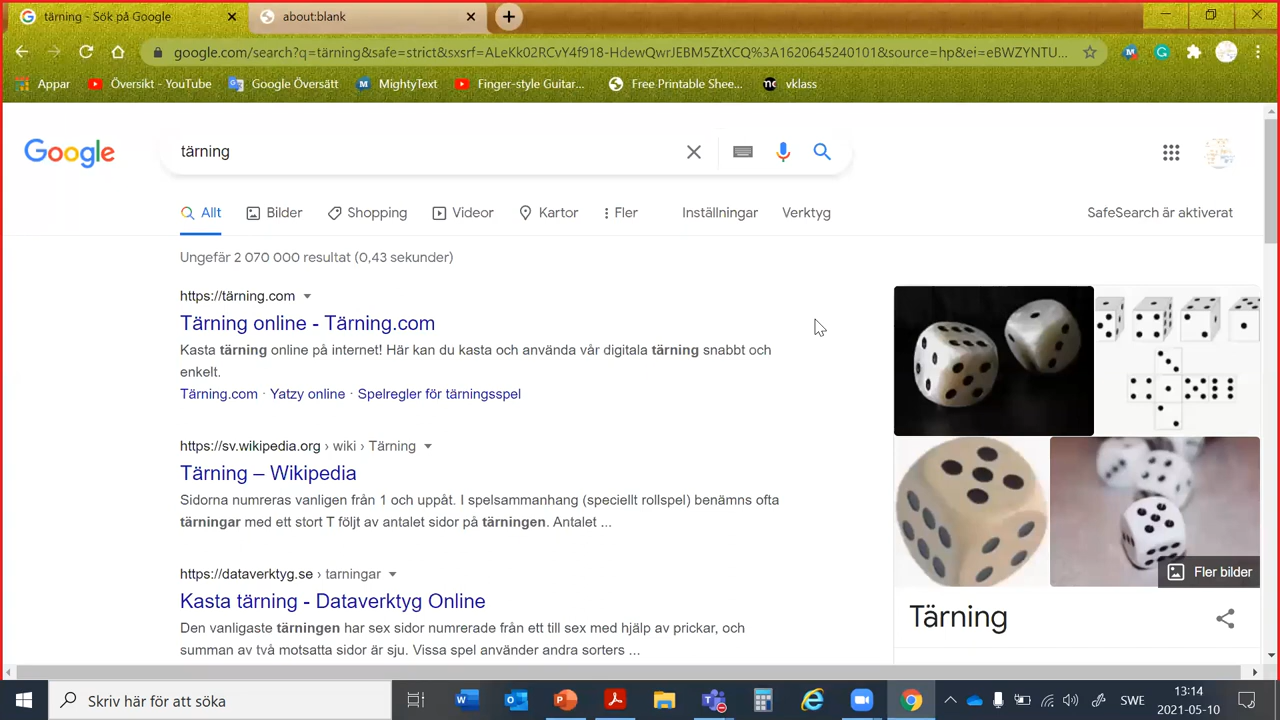 tärning - Sök på Google
about:blank
google.com/search?q=tärning&safe=strict&sxsrf=ALeKk02RCvY4f918-HdewQwrJEBM5ZtXCQ%3A1620645240101&source=hp&ei=eBWZYNTU...
Appar
Översikt - YouTube
Google Översätt
MightyText
Finger-style Guitar...
Free Printable Shee...
vklass
Google
tärning
Allt
Bilder
Shopping
Videor
Kartor
Fler
Inställningar
Verktyg
SafeSearch är aktiverat
Ungefär 2 070 000 resultat (0,43 sekunder)
https://tärning.com
Tärning online - Tärning.com
Kasta tärning online på internet! Här kan du kasta och använda vår digitala tärning snabbt och
enkelt.
Tärning.com · Yatzy online · Spelregler för tärningsspel
https://sv.wikipedia.org › wiki › Tärning
Tärning – Wikipedia
Sidorna numreras vanligen från 1 och uppåt. I spelsammanhang (speciellt rollspel) benämns ofta
tärningar med ett stort T följt av antalet sidor på tärningen. Antalet ...
https://dataverktyg.se › tarningar
Kasta tärning - Dataverktyg Online
Den vanligaste tärningen har sex sidor numrerade från ett till sex med hjälp av prickar, och
summan av två motsatta sidor är sju. Vissa spel använder andra sorters ...
Fler bilder
Tärning
Skriv här för att söka
SWE
13:14
2021-05-10